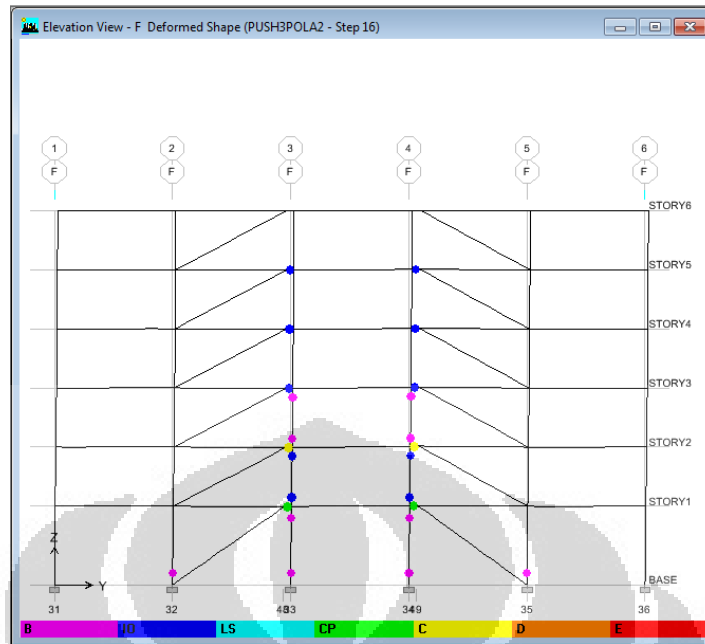 Elevation View - F Deformed Shape (PUSH3POLA2 - Step 16)
1 2 3 4 5 6
F F F F F F
STORY6
STORY5
STORY4
STORY3
STORY2
STORY1
Z
Y
BASE
31 32 35 36
B IO LS CP C D E